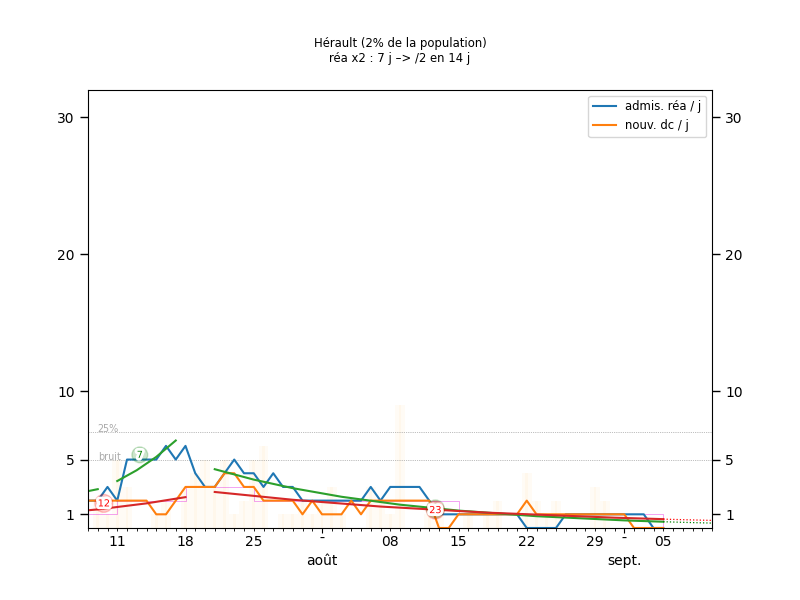 Hérault (2% de la population)
réa x2 : 7 j –> /2 en 14 j
admis. réa / j
nouv. dc / j
30 30
20 20
10 10
25%
bruit
5 5
7
12
23
1 1
11 18 25 - 08 15 22 29 - 05
août sept.